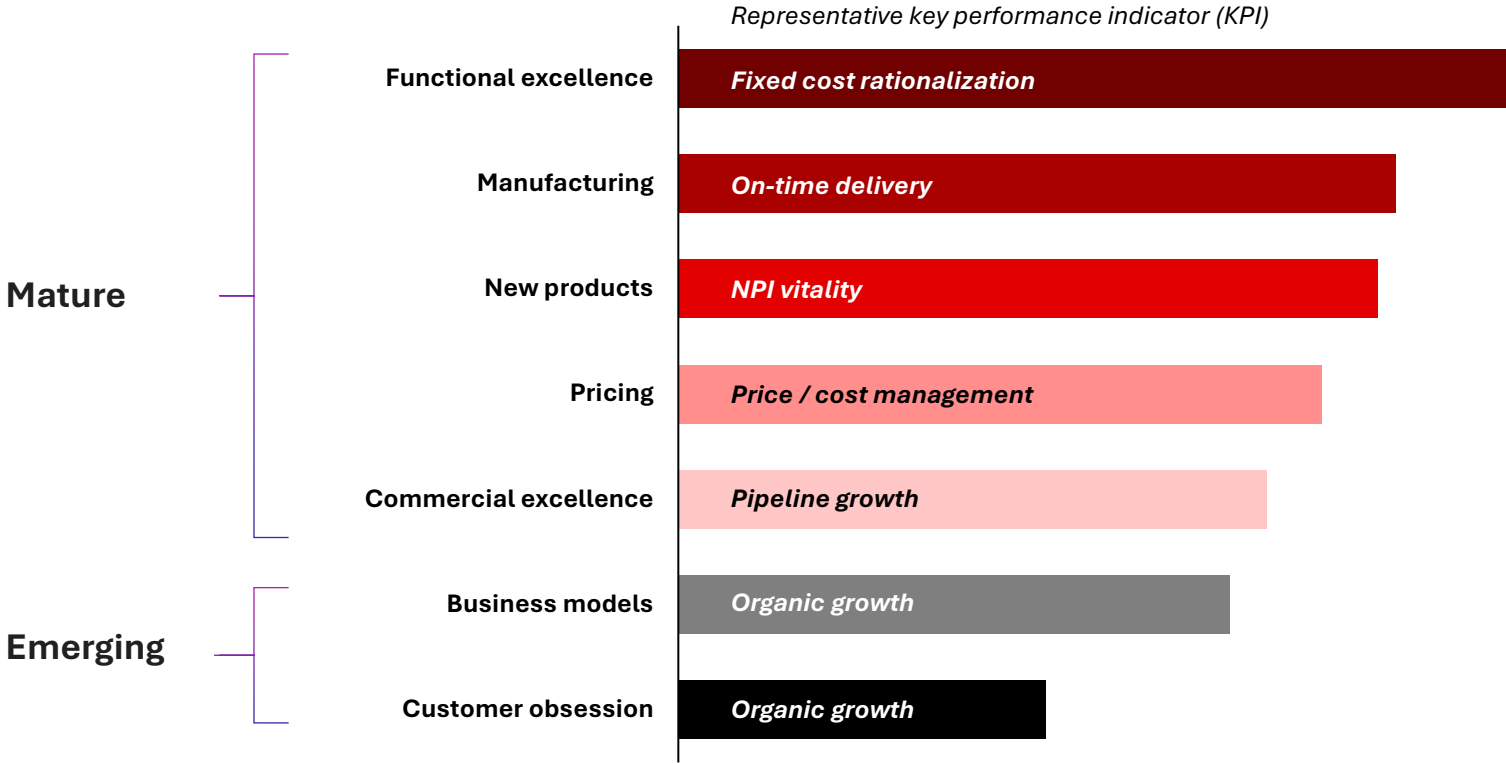 Representative key performance indicator (KPI)
Functional excellence
Fixed cost rationalization
Manufacturing
On-time delivery
Mature
New products
NPI vitality
Pricing
Price / cost management
Commercial excellence
Pipeline growth
Business models
Organic growth
Emerging
Customer obsession
Organic growth